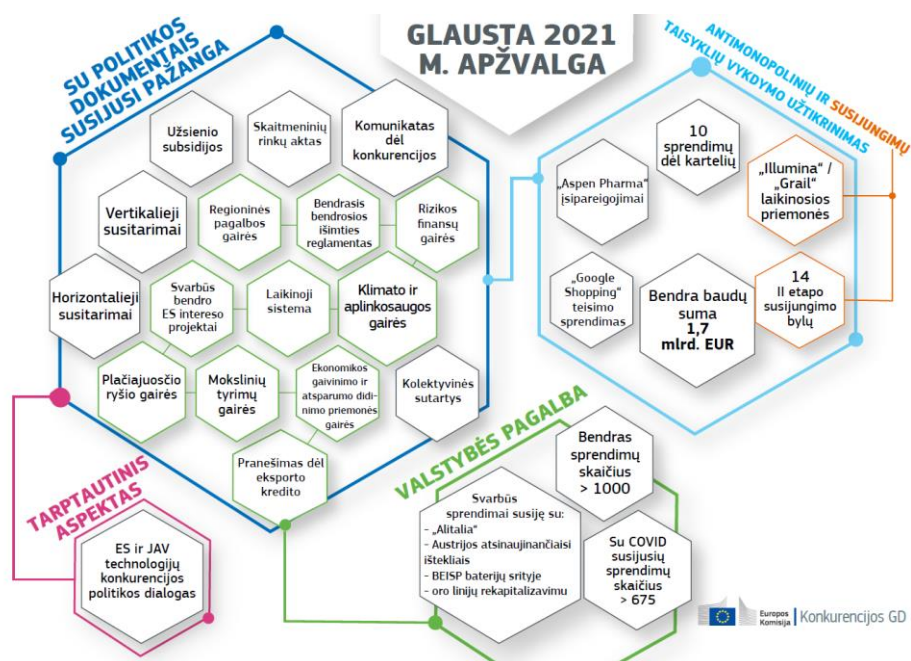 GLAUSTA 2021
M. APŽVALGA
SU POLITIKOS
DOKUMENTAIS
SUSIJUSI PAŽANGA
Užsienio
subsidijos
Skaitmeninių
rinkų aktas
Komunikatas
dėl
konkurencijos
Vertikalieji
susitarimai
Regioninės
pagalbos
gairės
Bendrasis
bendrosios
išimties
reglamentas
Rizikos
finansų
gairės
Horizontalieji
susitarimai
Svarbūs
bendro
ES intereso
projektai
Laikinoji
sistema
Klimato ir
aplinkosaugos
gairės
Plačiajuosčio
ryšio gairės
Mokslinių
tyrimų
gairės
Ekonomikos
gaivinimo ir
atsparumo didi-
nimo priemonės
gairės
Kolektyvinės
sutartys
Pranešimas dėl
eksporto
kredito
ANTIMONOPOLINIŲ IR SUSIJUNGIMŲ
TAISYKLIŲ VYKDYMO UŽTIKRINIMAS
10
sprendimų
dėl kartelių
„Aspen Pharma“
įsipareigojimai
„Illumina“ /
„Grail“
laikinosios
priemonės
„Google
Shopping“
teisimo
sprendimas
Bendra baudų
suma
1,7
mlrd. EUR
14
II etapo
susijungimo
bylų
TARPTAUTINIS
ASPEKTAS
ES ir JAV
technologijų
konkurencijos
politikos dialogas
VALSTYBĖS PAGALBA
Bendras
sprendimų
skaičius
> 1000
Svarbūs
sprendimai susiję su:
- „Alitalia“
- Austrijos atsinaujinančiaisi
ištekliais
- BEISP baterijų srityje
- oro linijų rekapitalizavimu
Su COVID
susijusių
sprendimų
skaičius
> 675
Europos
Komisija
Konkurencijos GD